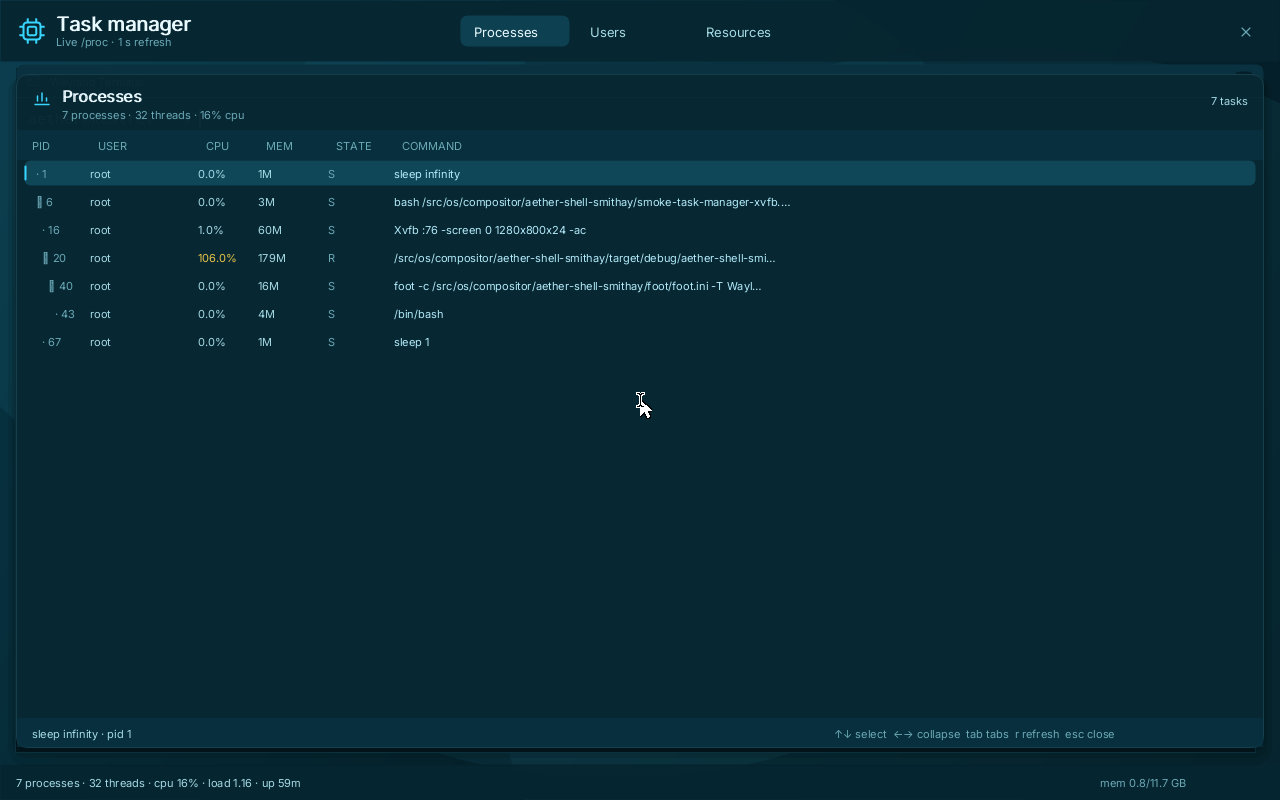 Task manager
Live /proc · 1 s refresh
Processes
Users
Resources
Processes
7 processes · 32 threads · 16% cpu
7 tasks
PID USER CPU MEM STATE COMMAND
· 1 root 0.0% 1M S sleep infinity
6 root 0.0% 3M S bash /src/os/compositor/aether-shell-smithay/smoke-task-manager-xvfb.…
· 16 root 1.0% 60M S Xvfb :76 -screen 0 1280x800x24 -ac
20 root 106.0% 179M R /src/os/compositor/aether-shell-smithay/target/debug/aether-shell-smi…
40 root 0.0% 16M S foot -c /src/os/compositor/aether-shell-smithay/foot/foot.ini -T Wayl…
· 43 root 0.0% 4M S /bin/bash
· 67 root 0.0% 1M S sleep 1
sleep infinity · pid 1
↑↓ select ←→ collapse tab tabs r refresh esc close
7 processes · 32 threads · cpu 16% · load 1.16 · up 59m
mem 0.8/11.7 GB